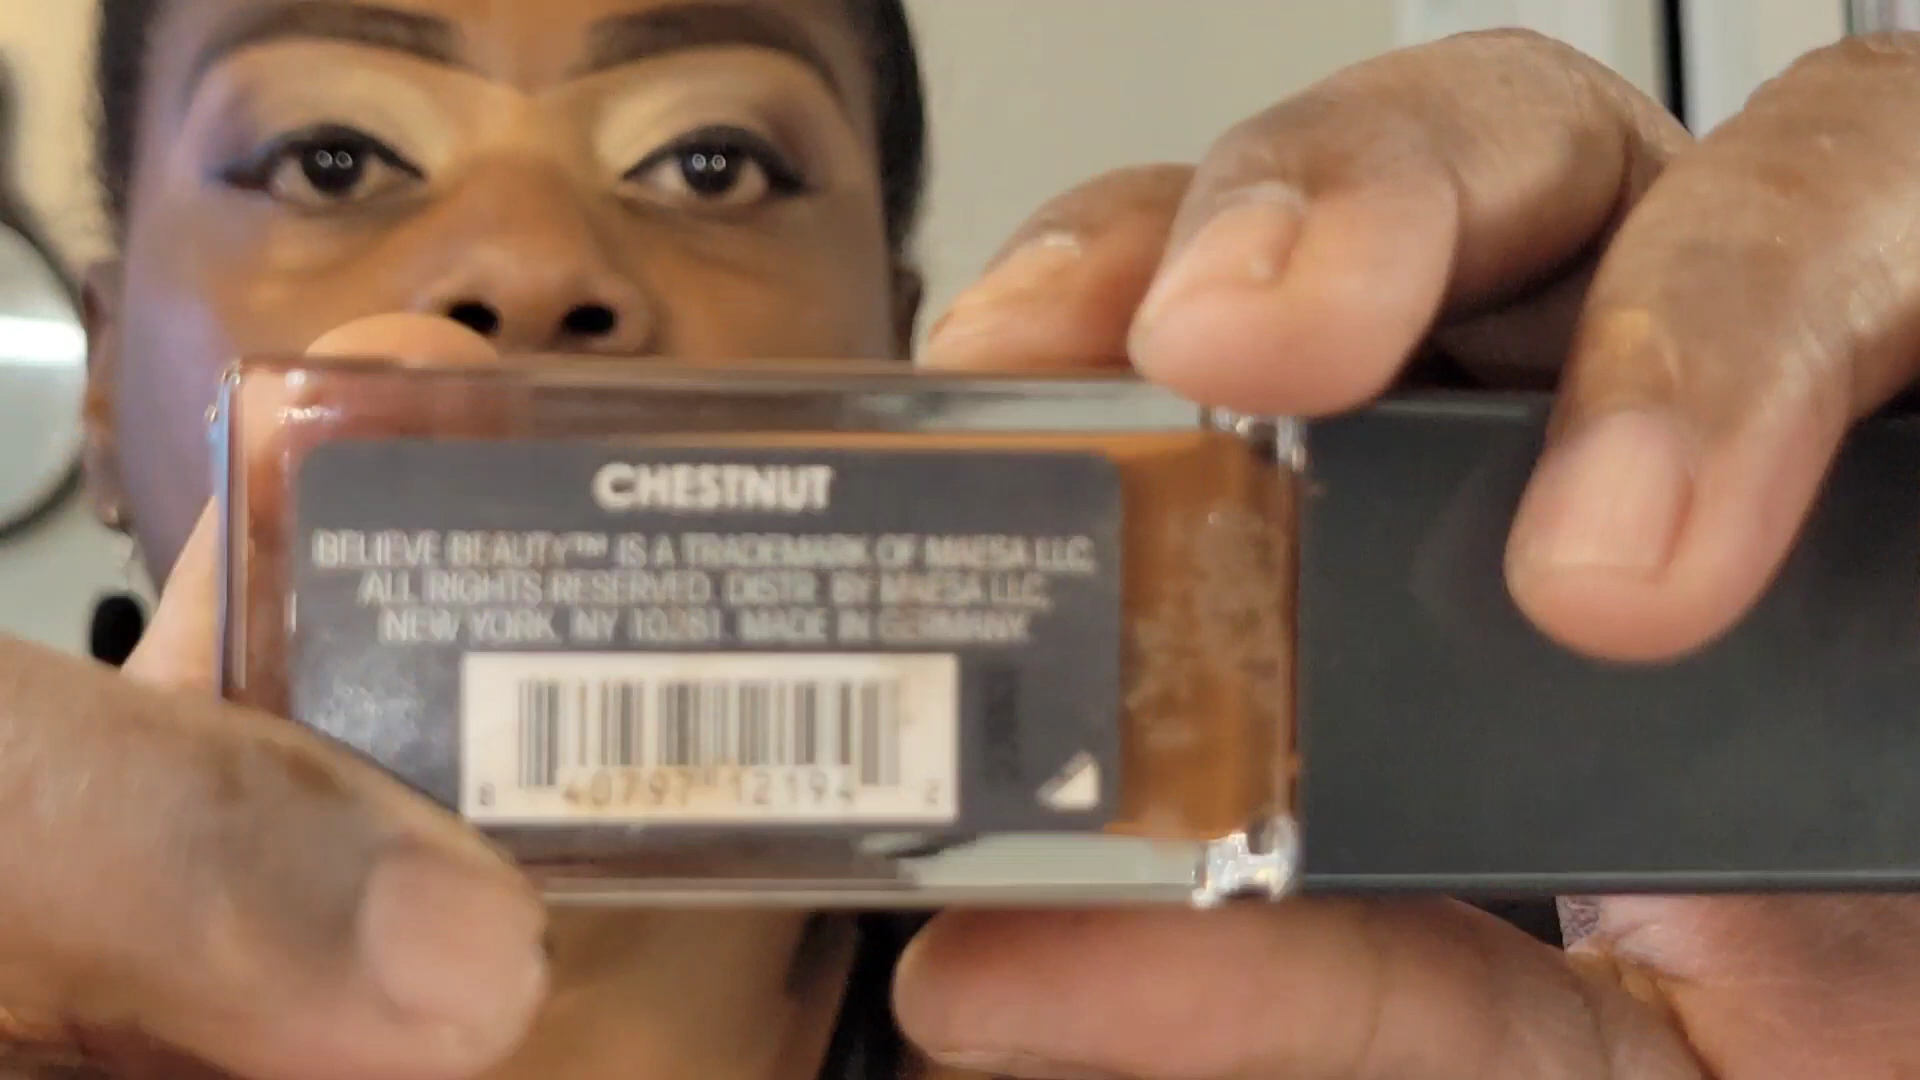 CHESTNUT
BELIEVE BEAUTY™ IS A TRADEMARK OF MAESA LLC.
ALL RIGHTS RESERVED. DISTR. BY MAESA LLC,
NEW YORK, NY 10281. MADE IN GERMANY.
8 40797 12194 2